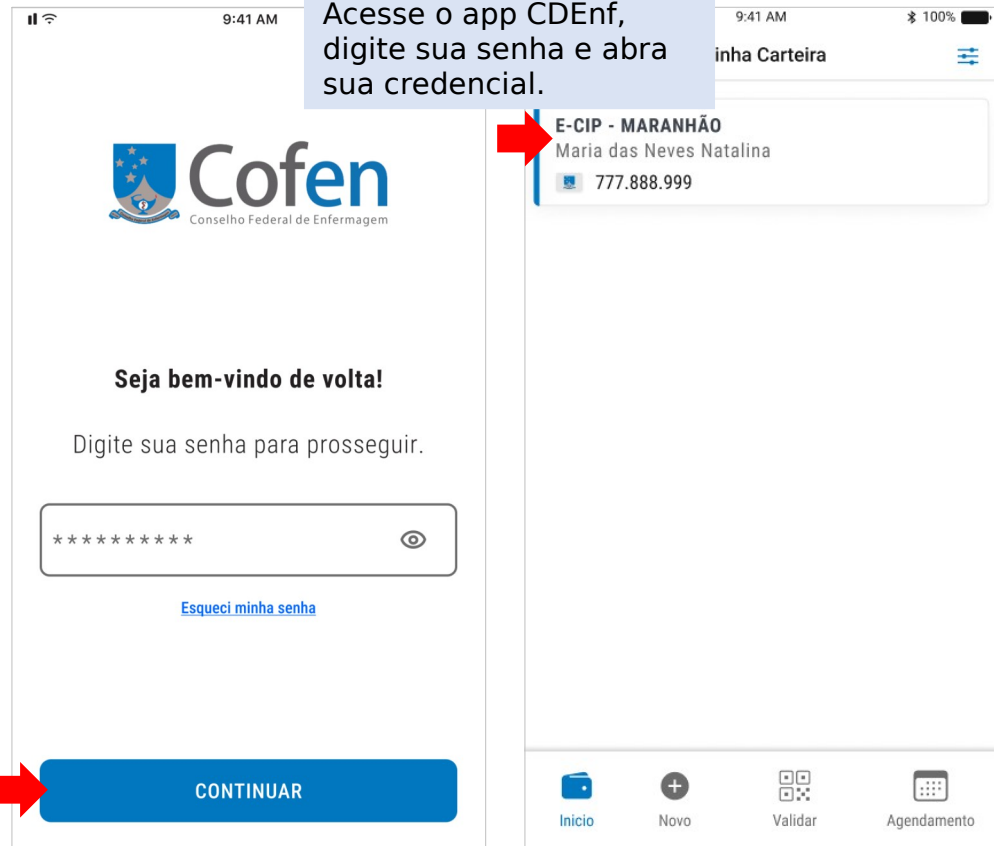 9:41 AM
Acesse o app CDEnf,
digite sua senha e abra
sua credencial.
Cofen
Conselho Federal de Enfermagem
Seja bem-vindo de volta!
Digite sua senha para prosseguir.
**********
Esqueci minha senha
CONTINUAR
9:41 AM
100%
inha Carteira
E-CIP - MARANHÃO
Maria das Neves Natalina
777.888.999
Inicio
Novo
Validar
Agendamento